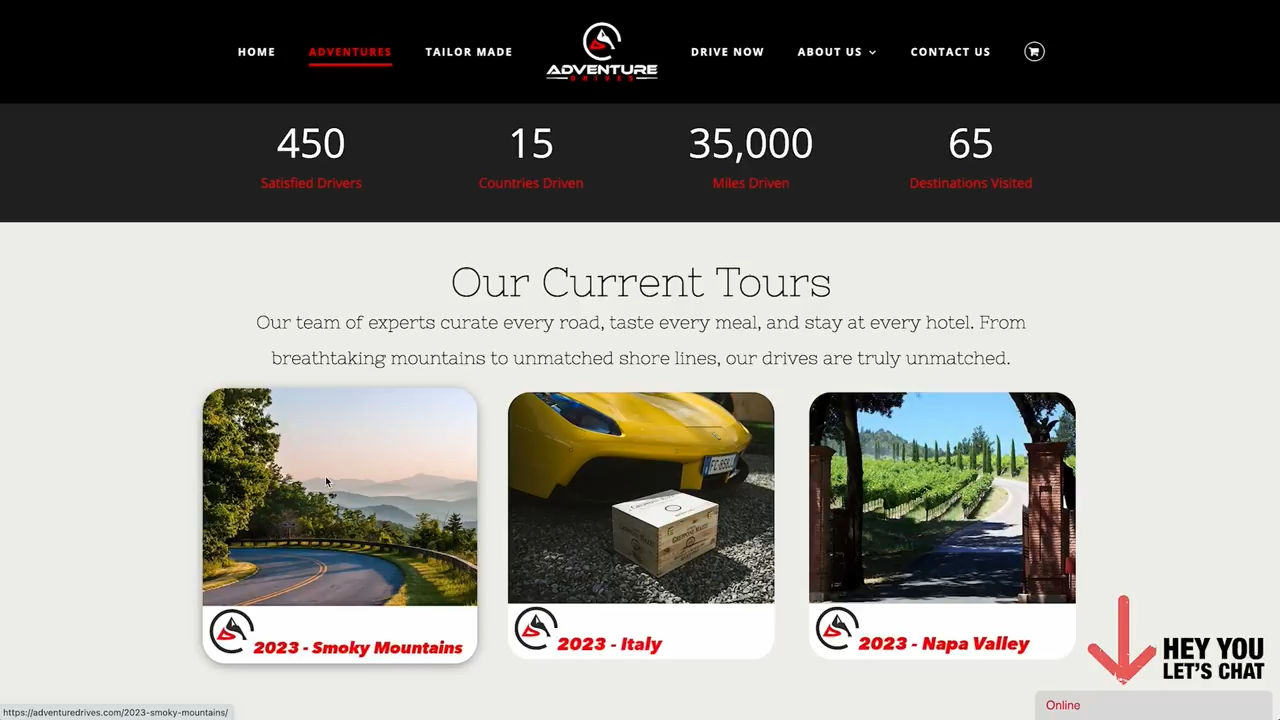 HOME
ADVENTURES
TAILOR MADE
ADVENTURE
DRIVES
DRIVE NOW
ABOUT US
CONTACT US
450
15
35,000
65
Satisfied Drivers
Countries Driven
Miles Driven
Destinations Visited
Our Current Tours
Our team of experts curate every road, taste every meal, and stay at every hotel. From
breathtaking mountains to unmatched shore lines, our drives are truly unmatched.
2023 - Smoky Mountains
2023 - Italy
2023 - Napa Valley
HEY YOU
LET'S CHAT
Online
https://adventuredrives.com/2023-smoky-mountains/